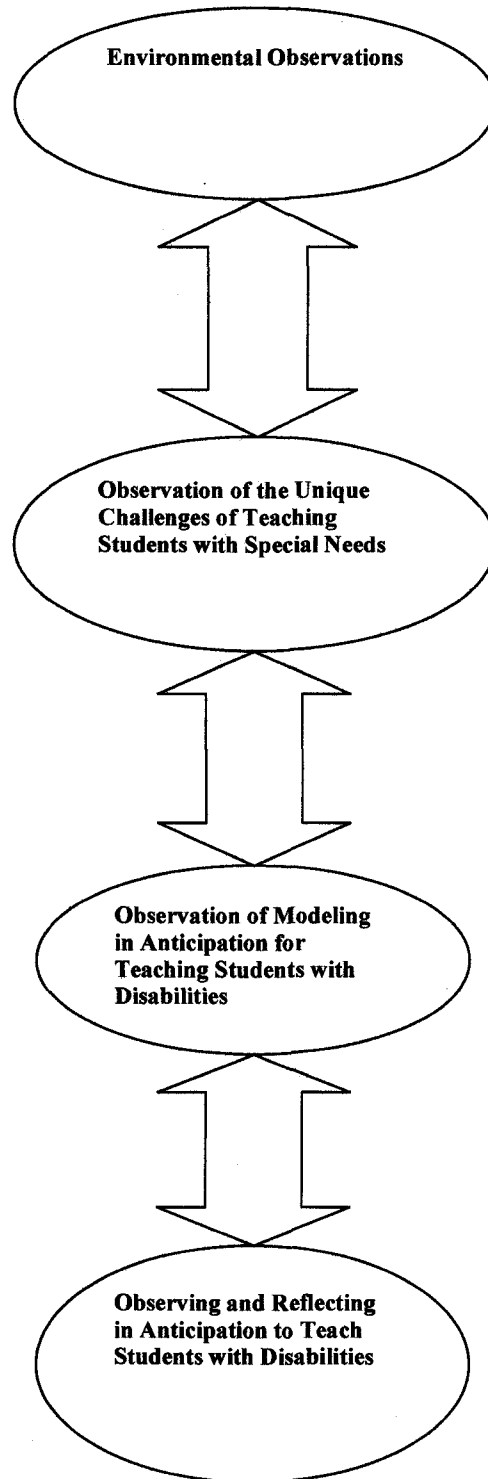 Environmental Observations
Observation of the Unique
Challenges of Teaching
Students with Special Needs
Observation of Modeling
in Anticipation for
Teaching Students with
Disabilities
Observing and Reflecting
in Anticipation to Teach
Students with Disabilities